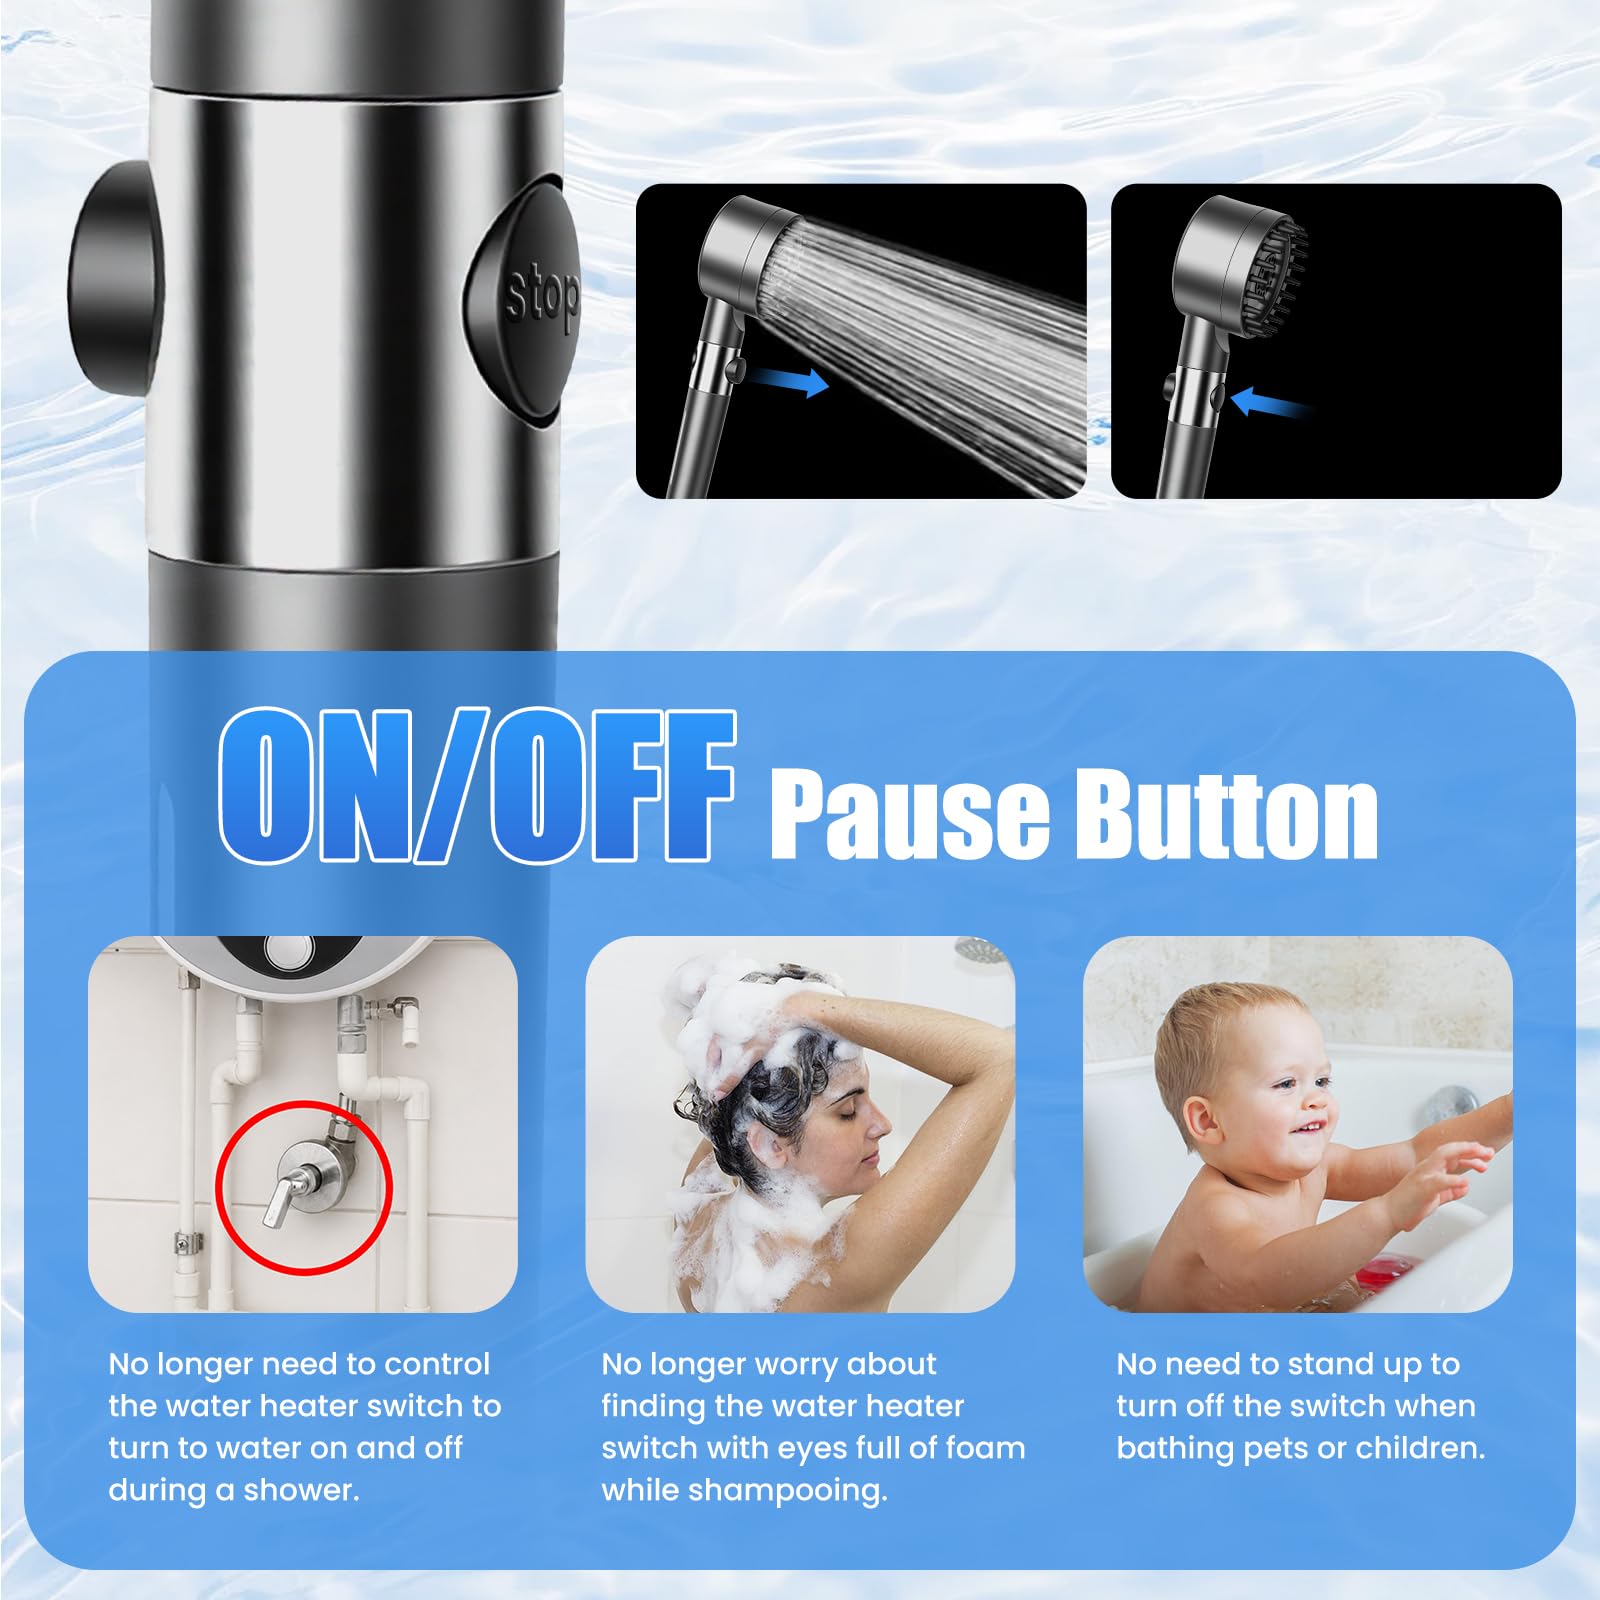 stop
ON/OFF Pause Button
No longer need to control
the water heater switch to
turn to water on and off
during a shower.
No longer worry about
finding the water heater
switch with eyes full of foam
while shampooing.
No need to stand up to
turn off the switch when
bathing pets or children.